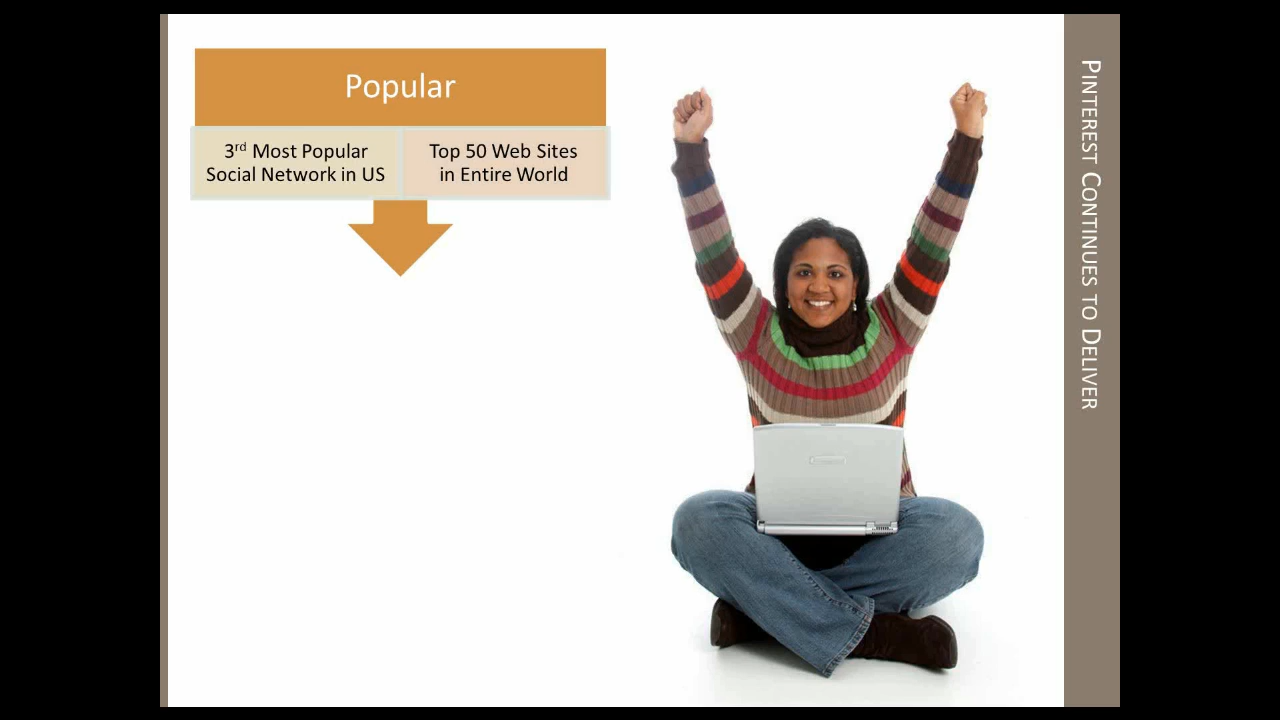 Popular
3rd Most Popular
Social Network in US
Top 50 Web Sites
in Entire World
PINTEREST CONTINUES TO DELIVER